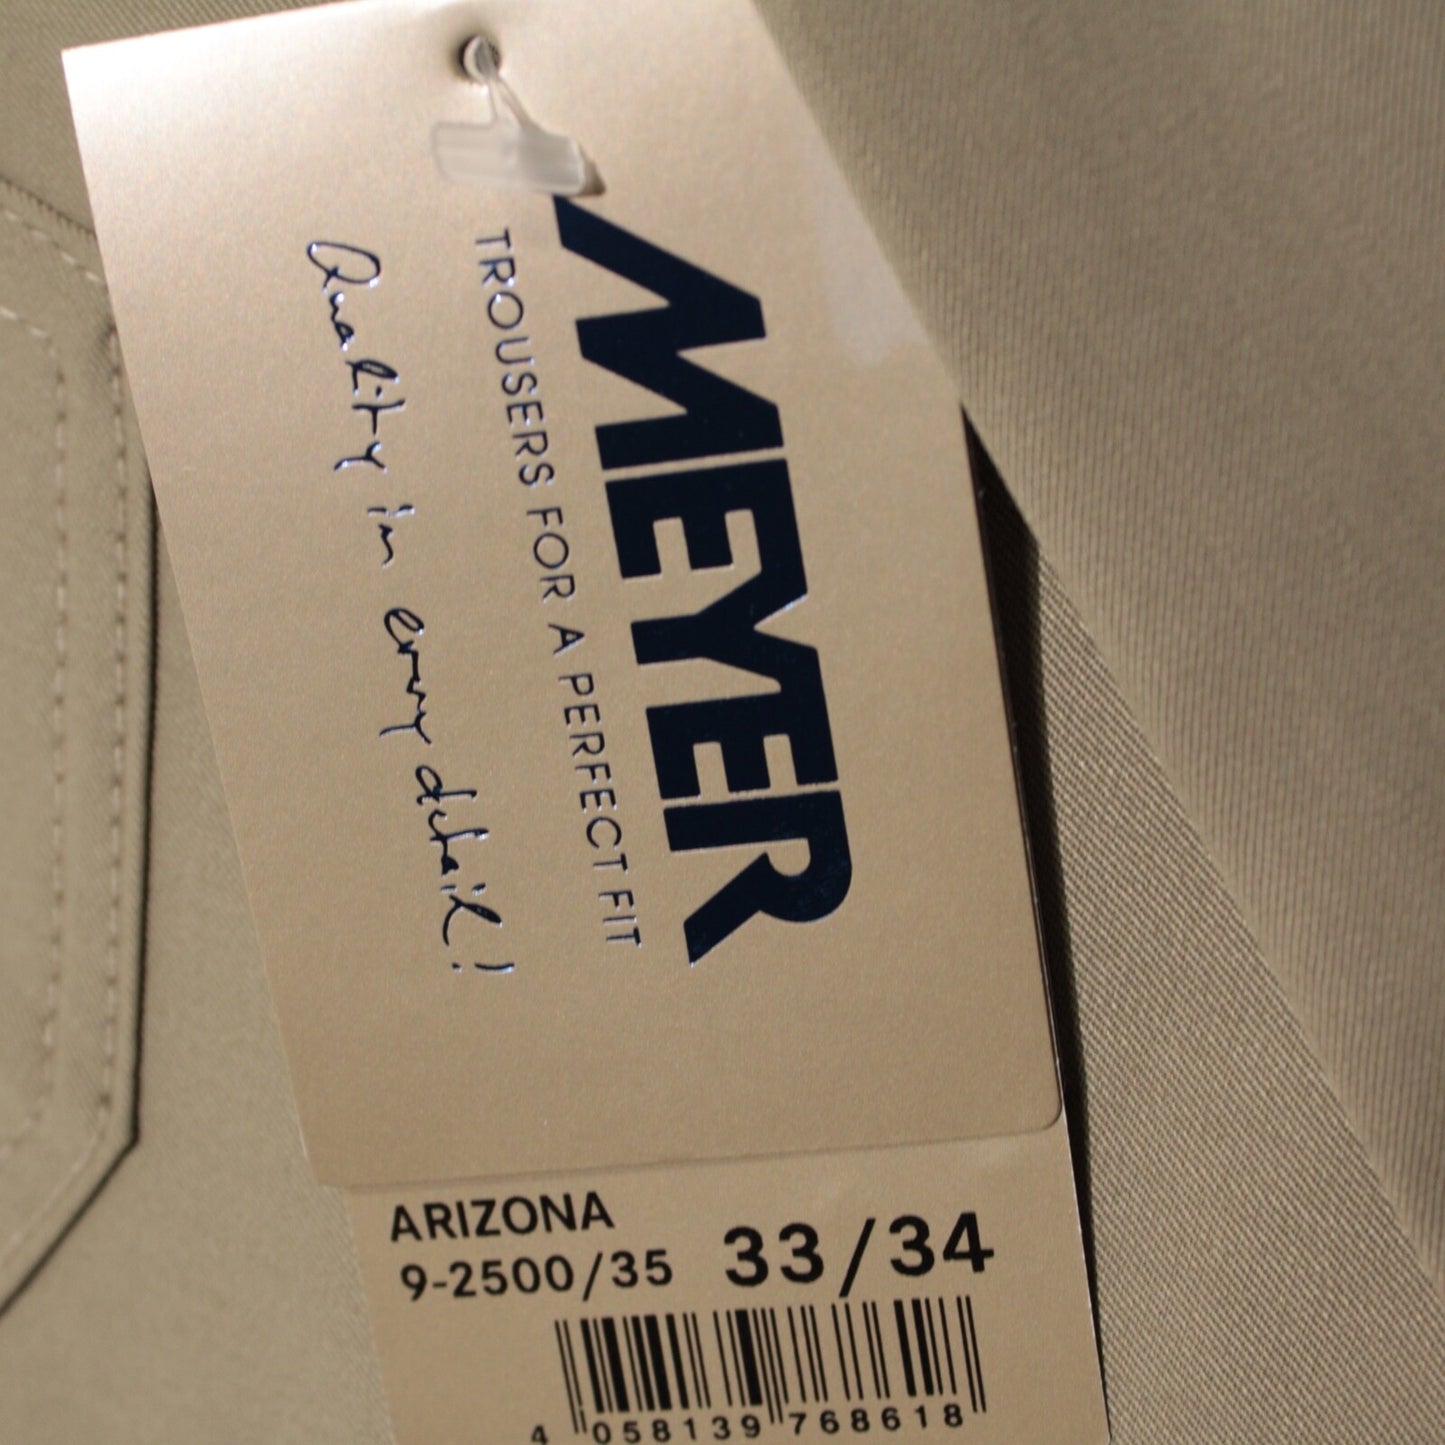 MEYER
TROUSERS FOR A PERFECT FIT
Quality in every detail!
ARIZONA
9-2500/35 33/34
4 058139 768618